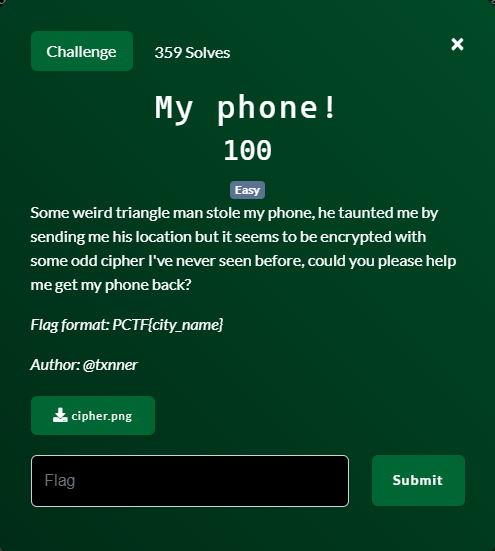 Challenge
359 Solves
×
My phone!
100
Easy
Some weird triangle man stole my phone, he taunted me by
sending me his location but it seems to be encrypted with
some odd cipher I've never seen before, could you please help
me get my phone back?
Flag format: PCTF{city_name}
Author: @txnner
cipher.png
Flag
Submit